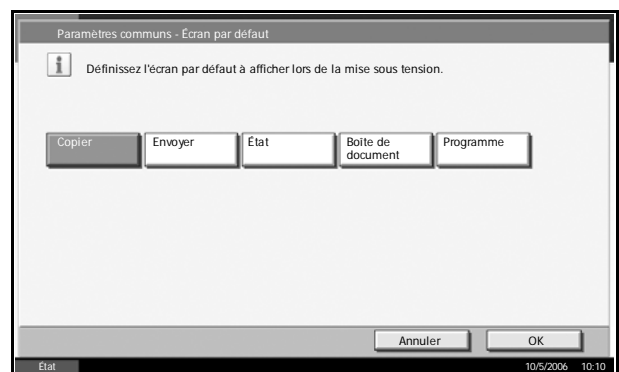 Paramètres communs - Écran par défaut
Définissez l'écran par défaut à afficher lors de la mise sous tension.
Copier
Envoyer
État
Boîte de
document
Programme
Annuler
OK
État
10/5/2006 10:10